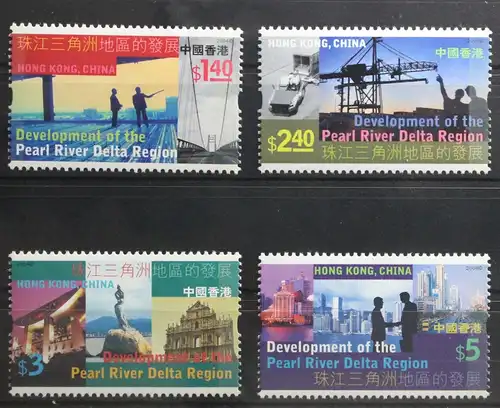 珠江三角洲地區的發展
HONG KONG, CHINA
中國香港
$1.40
Development of the
Pearl River Delta Region
HONG KONG, CHINA
中國香港
Development of the
Pearl River Delta Region
$2.40
珠江三角洲地區的發展
珠江三角洲地區的發展
HONG KONG, CHINA
中國香港
Development of the
$3
Pearl River Delta Region
HONG KONG, CHINA
中國香港
Development of the
Pearl River Delta Region
$5
珠江三角洲地區的發展